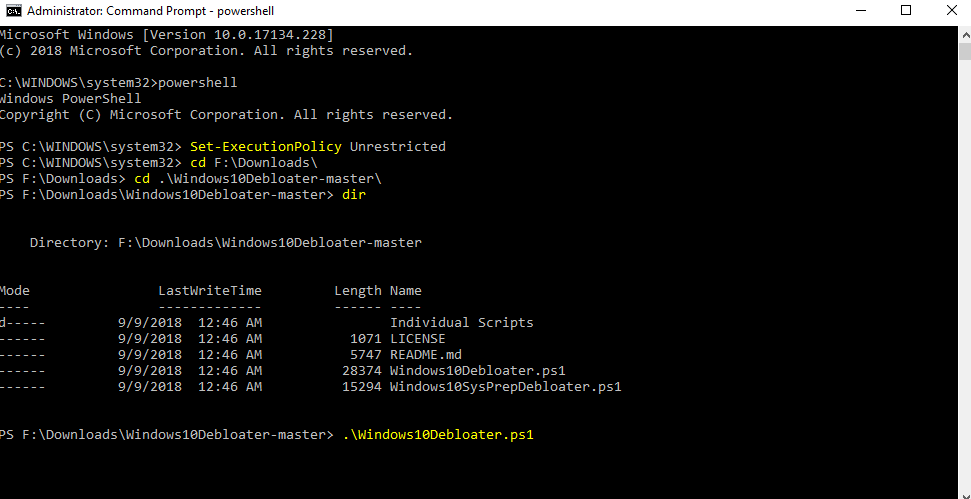 Administrator: Command Prompt - powershell
Microsoft Windows [Version 10.0.17134.228]
(c) 2018 Microsoft Corporation. All rights reserved.
C:\WINDOWS\system32>powershell
Windows PowerShell
Copyright (C) Microsoft Corporation. All rights reserved.
PS C:\WINDOWS\system32> Set-ExecutionPolicy Unrestricted
PS C:\WINDOWS\system32> cd F:\Downloads\
PS F:\Downloads> cd .\Windows10Debloater-master\
PS F:\Downloads\Windows10Debloater-master> dir
Directory: F:\Downloads\Windows10Debloater-master
Mode LastWriteTime Length Name
---- ------------- ------ ----
d----- 9/9/2018 12:46 AM Individual Scripts
------ 9/9/2018 12:46 AM 1071 LICENSE
------ 9/9/2018 12:46 AM 5747 README.md
------ 9/9/2018 12:46 AM 28374 Windows10Debloater.ps1
------ 9/9/2018 12:46 AM 15294 Windows10SysPrepDebloater.ps1
PS F:\Downloads\Windows10Debloater-master> .\Windows10Debloater.ps1